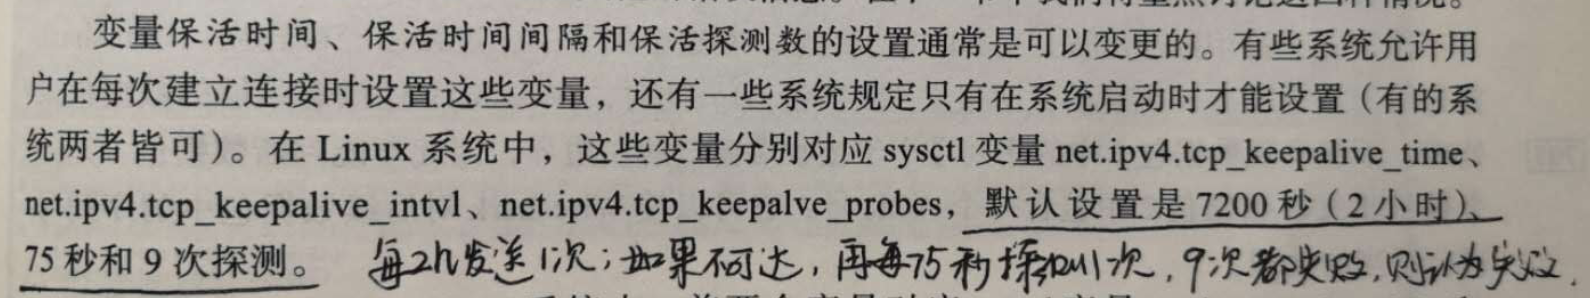 变量保活时间、保活时间间隔和保活探测数的设置通常是可以变更的。有些系统允许用
户在每次建立连接时设置这些变量，还有一些系统规定只有在系统启动时才能设置（有的系
统两者皆可）。在 Linux 系统中，这些变量分别对应 sysctl 变量 net.ipv4.tcp_keepalive_time、
net.ipv4.tcp_keepalive_intvl、net.ipv4.tcp_keepalve_probes，默认设置是 7200 秒（2 小时）、
75 秒和 9 次探测。 每2h发送1次；如果不可达，再每75秒探测1次，9次都失败，则认为失效.